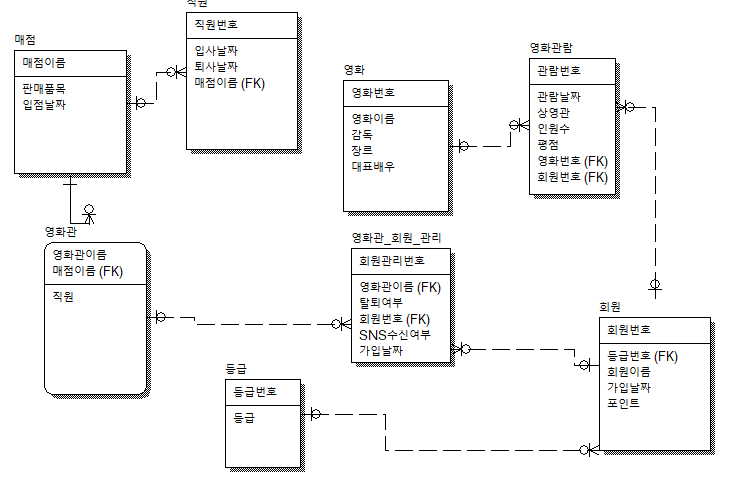 직원
직원번호
입사날짜
퇴사날짜
매점이름 (FK)
매점
매점이름
판매품목
입점날짜
영화
영화번호
영화이름
감독
장르
대표배우
영화관람
관람번호
관람날짜
상영관
인원수
평점
영화번호 (FK)
회원번호 (FK)
영화관
영화관이름
매점이름 (FK)
직원
영화관_회원_관리
회원관리번호
영화관이름 (FK)
탈퇴여부
회원번호 (FK)
SNS수신여부
가입날짜
회원
회원번호
등급번호 (FK)
회원이름
가입날짜
포인트
등급
등급번호
등급